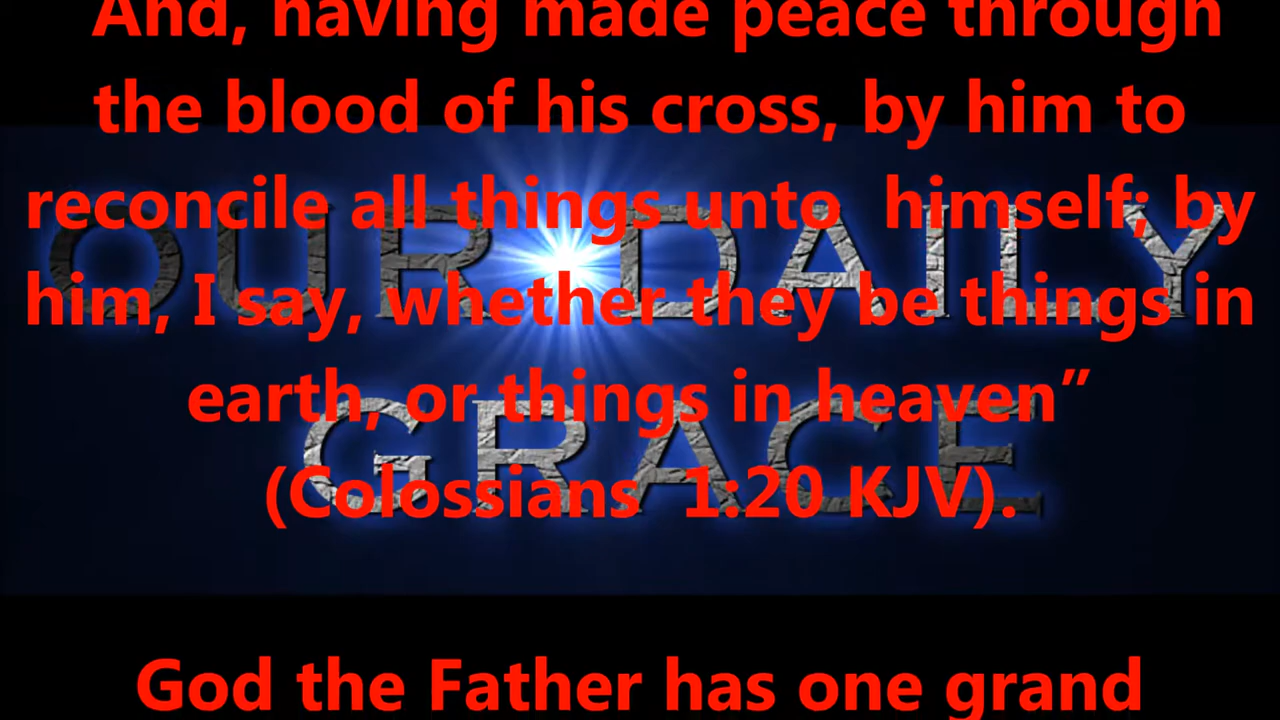 And, having made peace through
the blood of his cross, by him to
reconcile all things unto  himself; by
him, I say, whether they be things in
earth, or things in heaven”
(Colossians  1:20 KJV).
God the Father has one grand
OUR DAILY
GRACE